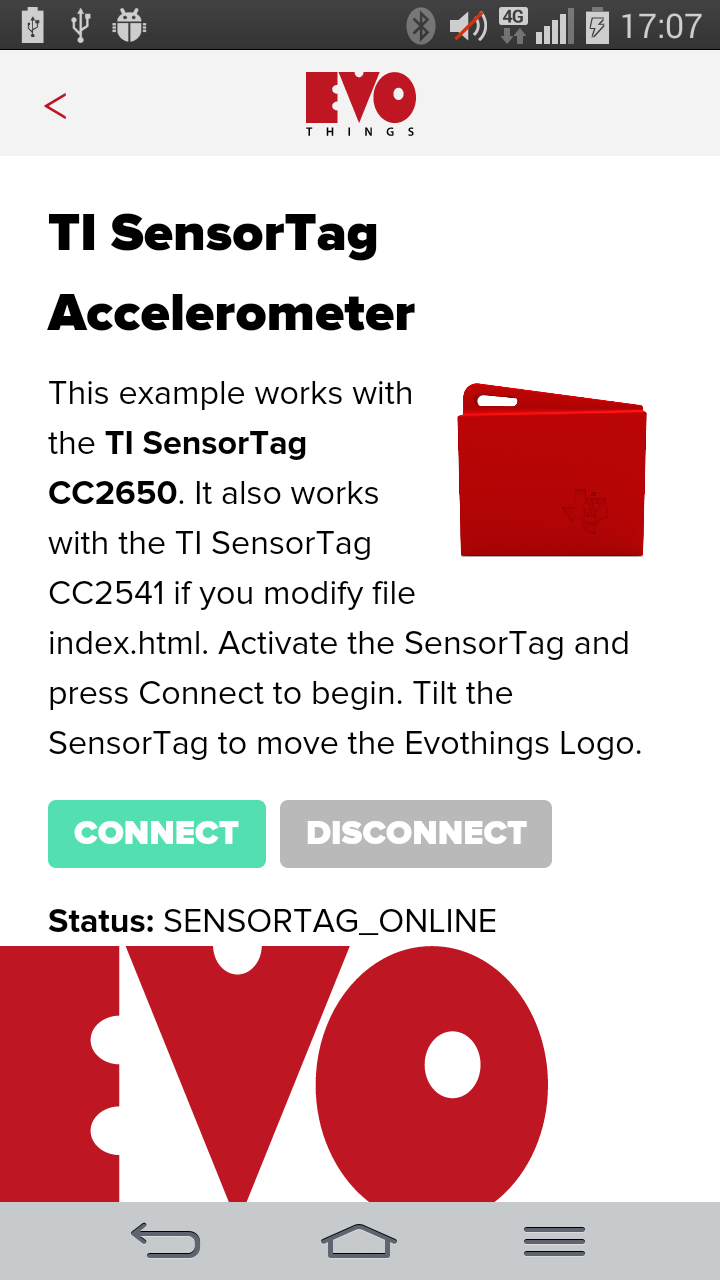 4G 17:07
<
EVO
THINGS
TI SensorTag
Accelerometer
This example works with
the TI SensorTag
CC2650. It also works
with the TI SensorTag
CC2541 if you modify file
index.html. Activate the SensorTag and
press Connect to begin. Tilt the
SensorTag to move the Evothings Logo.
CONNECT DISCONNECT
Status: SENSORTAG_ONLINE
EVO